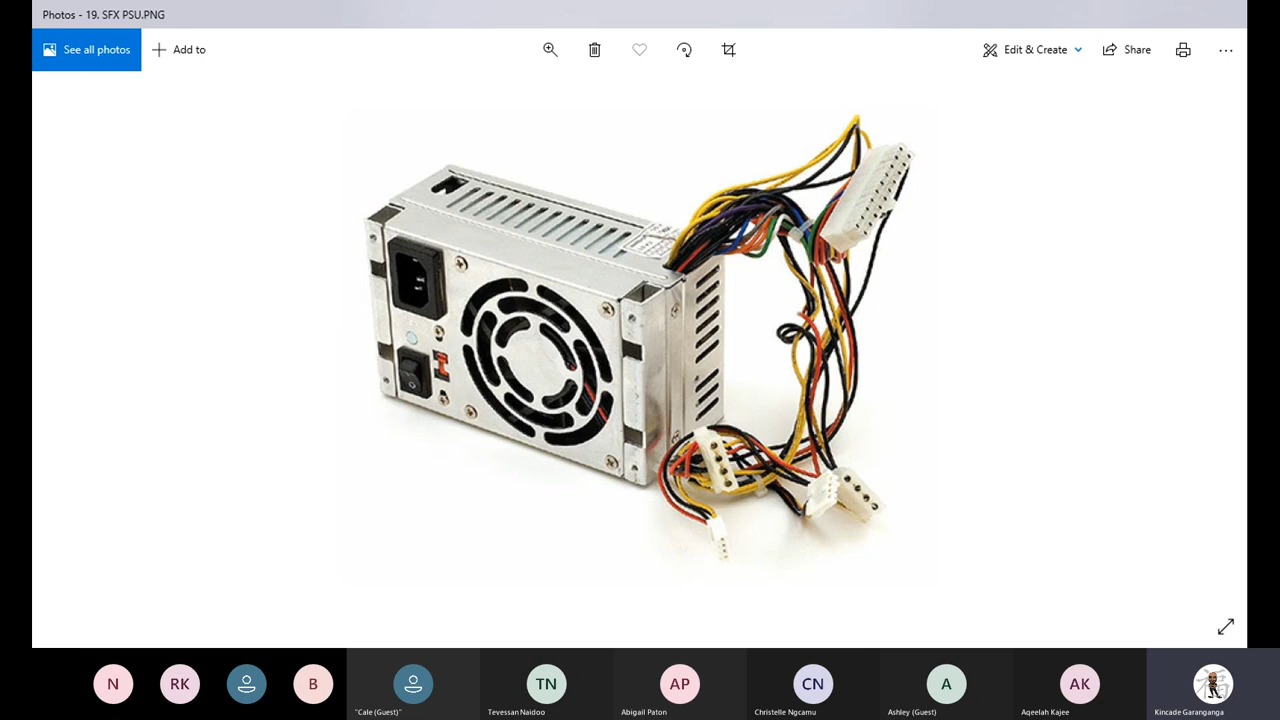 Photos - 19. SFX PSU.PNG
See all photos
Add to
Edit & Create
Share
N
RK
B
TN
AP
CN
A
AK
福
"Cale (Guest)"
Tevessan Naidoo
Abigail Paton
Christelle Ngcamu
Ashley (Guest)
Aqeelah Kajee
Kincade Garanganga